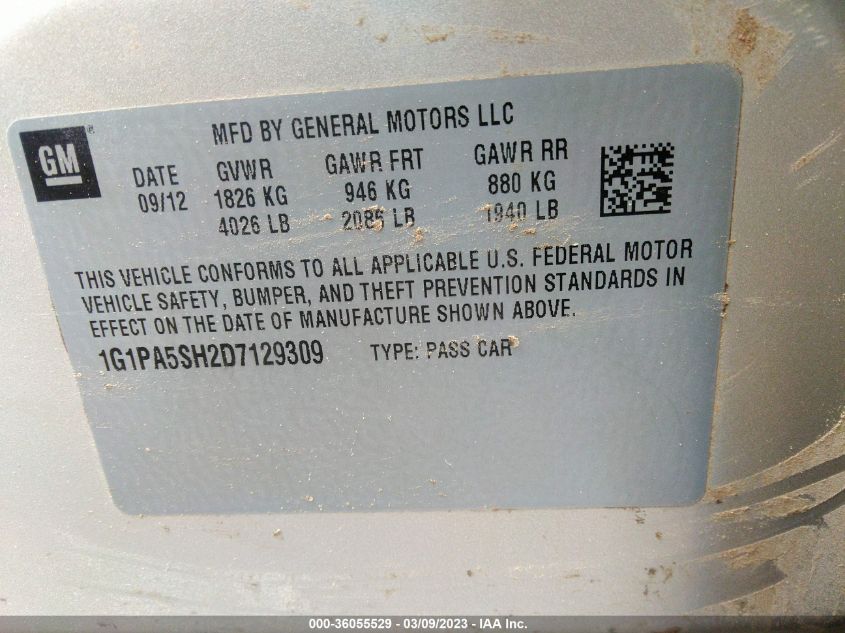 MFD BY GENERAL MOTORS LLC
GM®
DATE GVWR GAWR FRT GAWR RR
09/12 1826 KG 946 KG 880 KG
4026 LB 2085 LB 1940 LB
THIS VEHICLE CONFORMS TO ALL APPLICABLE U.S. FEDERAL MOTOR
VEHICLE SAFETY, BUMPER, AND THEFT PREVENTION STANDARDS IN
EFFECT ON THE DATE OF MANUFACTURE SHOWN ABOVE.
1G1PA5SH2D7129309 TYPE: PASS CAR
000-36055529 - 03/09/2023 - IAA Inc.